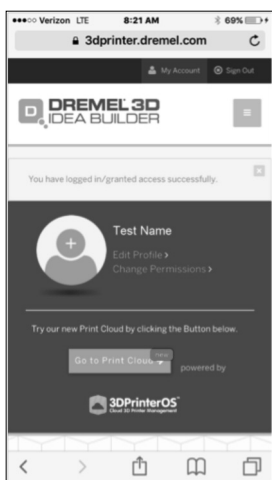 ●●●○○ Verizon LTE 8:21 AM 69%
3dprinter.dremel.com
My Account Sign Out
DREMEL 3D
IDEA BUILDER
You have logged in/granted access successfully.
Test Name
Edit Profile >
Change Permissions >
Try our new Print Cloud by clicking the Button below.
new
Go to Print Cloud
powered by
3DPrinterOS™
Cloud 3D Printer Management